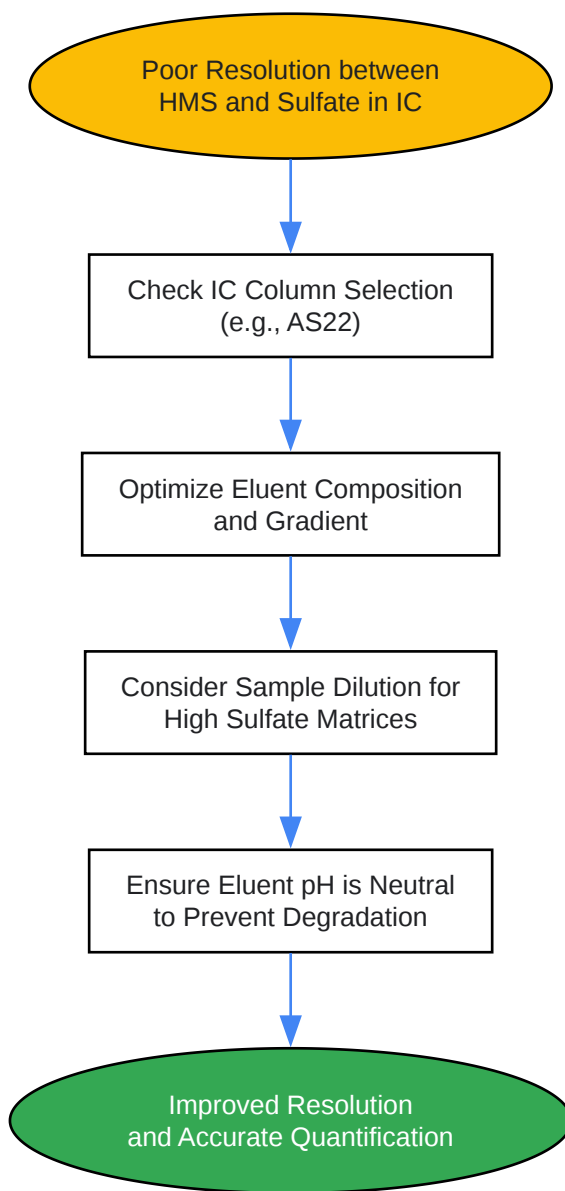 Poor Resolution between
HMS and Sulfate in IC
Check IC Column Selection
(e.g., AS22)
Optimize Eluent Composition
and Gradient
Consider Sample Dilution for
High Sulfate Matrices
Ensure Eluent pH is Neutral
to Prevent Degradation
Improved Resolution
and Accurate Quantification